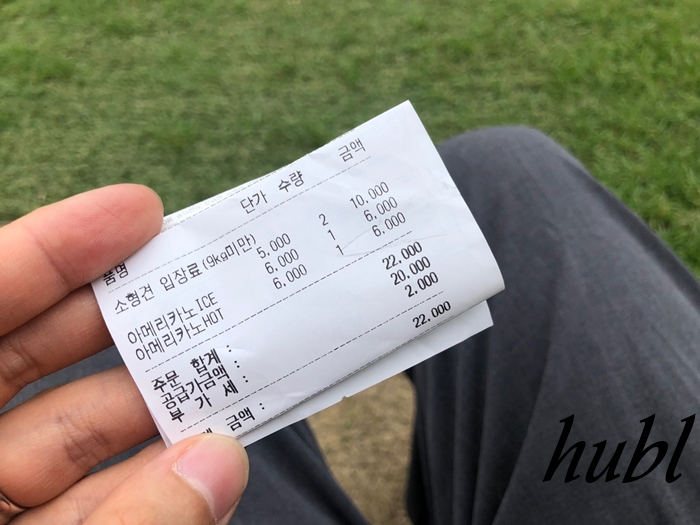 품명 단가 수량 금액
소형견 입장료(9kg미만)
5,000 2 10,000
아메리카노ICE 6,000 1 6,000
아메리카노HOT 6,000 1 6,000
주문 합계 : 22,000
공급가금액 : 20,000
부 가 세 : 2,000
금액 : 22,000
hubl